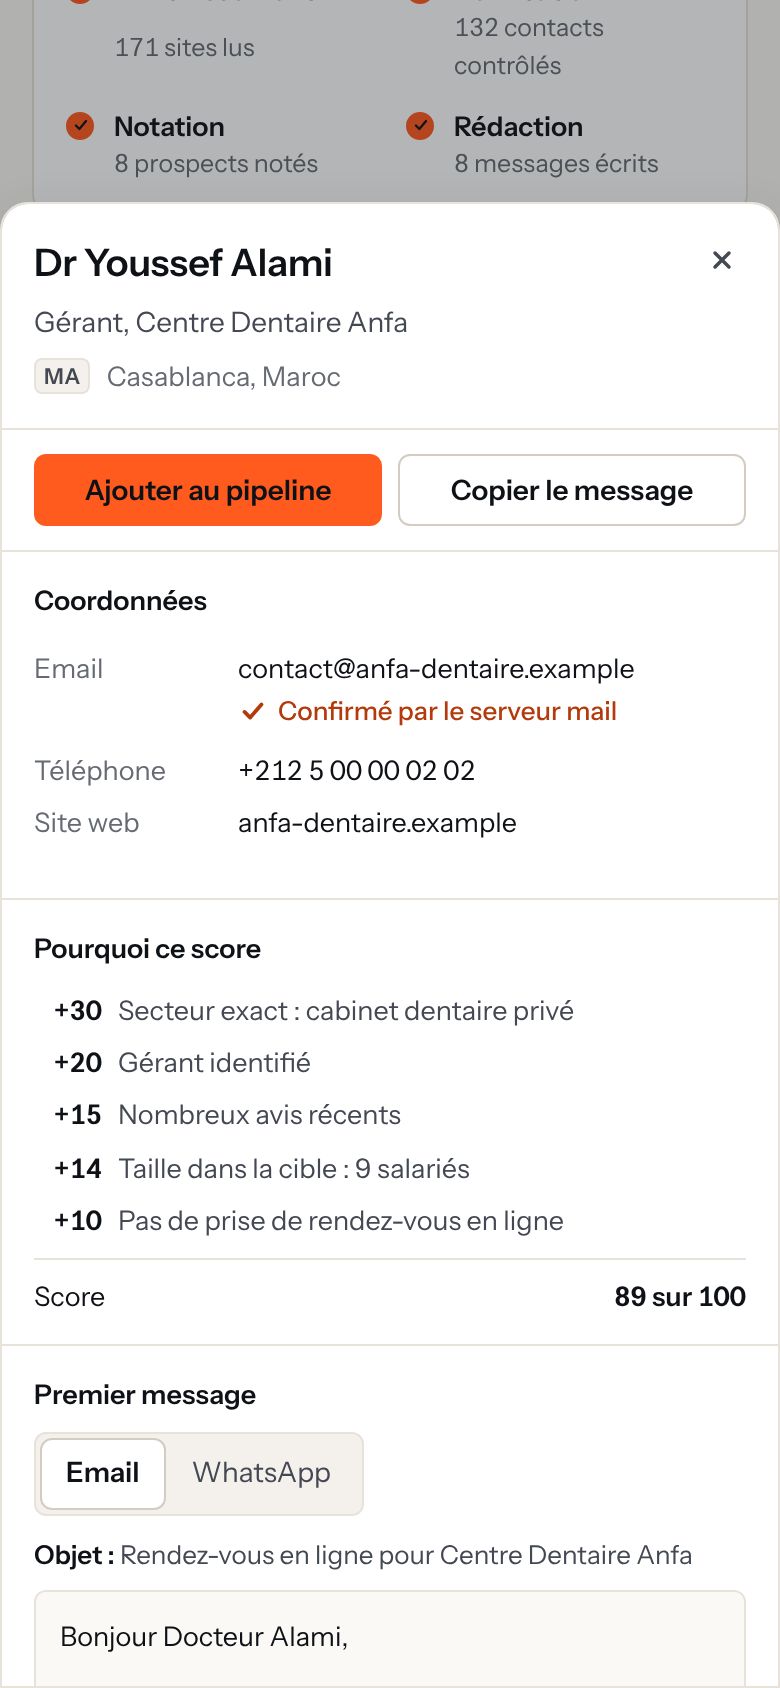 171 sites lus
132 contacts
contrôlés
Notation
8 prospects notés
Rédaction
8 messages écrits
Dr Youssef Alami
Gérant, Centre Dentaire Anfa
MA Casablanca, Maroc
Ajouter au pipeline
Copier le message
Coordonnées
Email contact@anfa-dentaire.example
Confirmé par le serveur mail
Téléphone +212 5 00 00 02 02
Site web anfa-dentaire.example
Pourquoi ce score
+30 Secteur exact : cabinet dentaire privé
+20 Gérant identifié
+15 Nombreux avis récents
+14 Taille dans la cible : 9 salariés
+10 Pas de prise de rendez-vous en ligne
Score 89 sur 100
Premier message
Email WhatsApp
Objet : Rendez-vous en ligne pour Centre Dentaire Anfa
Bonjour Docteur Alami,